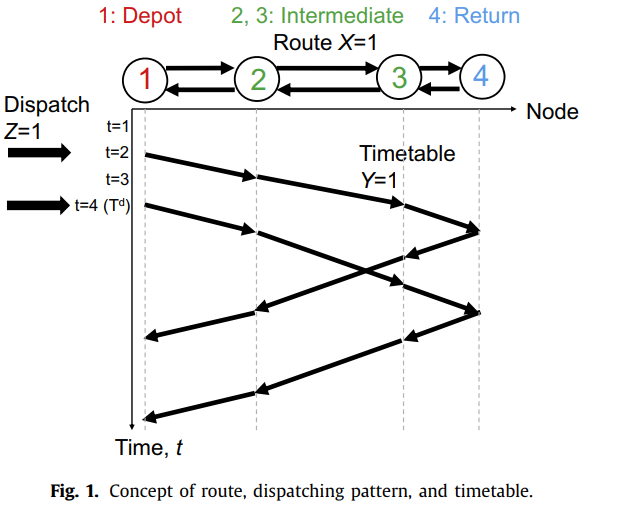 1: Depot 2, 3: Intermediate 4: Return
Route X=1
1 2 3 4
Node
Dispatch
Z=1
t=1
t=2
t=3
t=4 (Tᵈ)
Timetable
Y=1
Time, t
Fig. 1. Concept of route, dispatching pattern, and timetable.